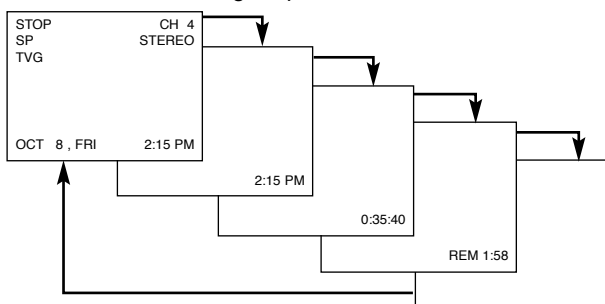 STOP CH 4
SP STEREO
TVG
OCT 8 , FRI 2:15 PM
2:15 PM
0:35:40
REM 1:58